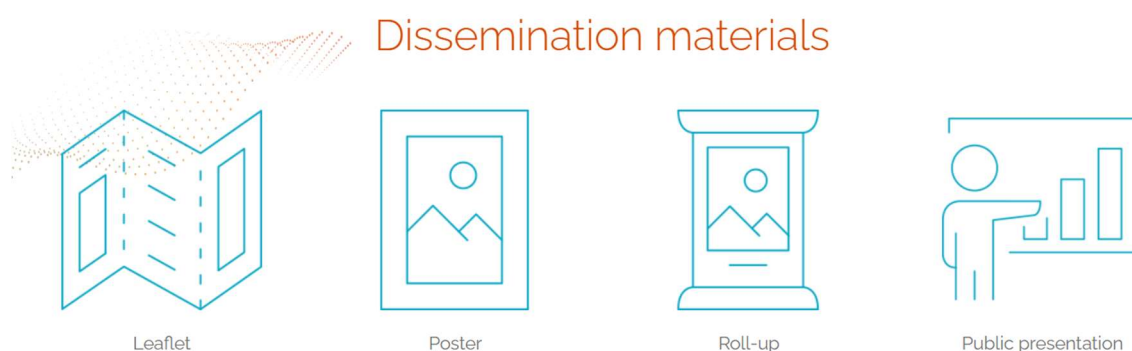 Dissemination materials
Leaflet
Poster
Roll-up
Public presentation